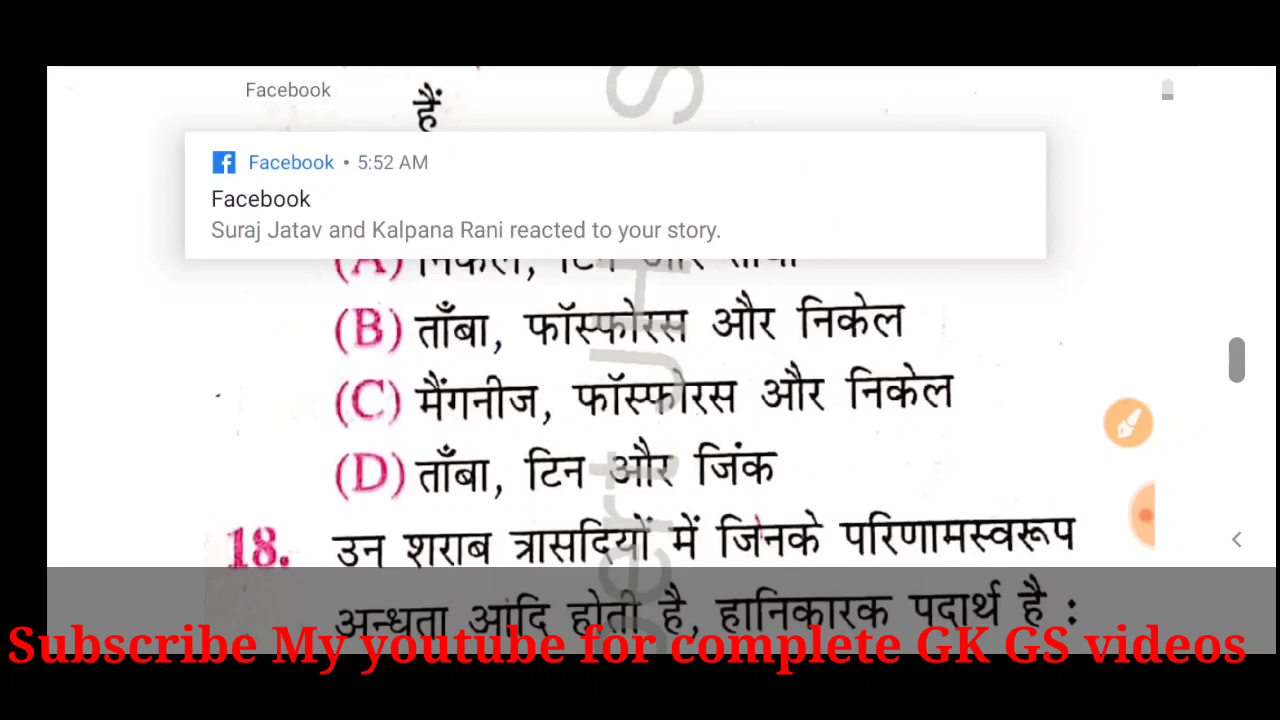 Facebook
हैं
Facebook • 5:52 AM
Facebook
Suraj Jatav and Kalpana Rani reacted to your story.
(A) निकेल, टिन और ताँबा
(B) ताँबा, फॉस्फोरस और निकेल
(C) मैंगनीज, फॉस्फोरस और निकेल
(D) ताँबा, टिन और जिंक
18. उन शराब त्रासदियों में जिनके परिणामस्वरूप
अन्धता आदि होती है, हानिकारक पदार्थ है :
Subscribe My youtube for complete GK GS videos